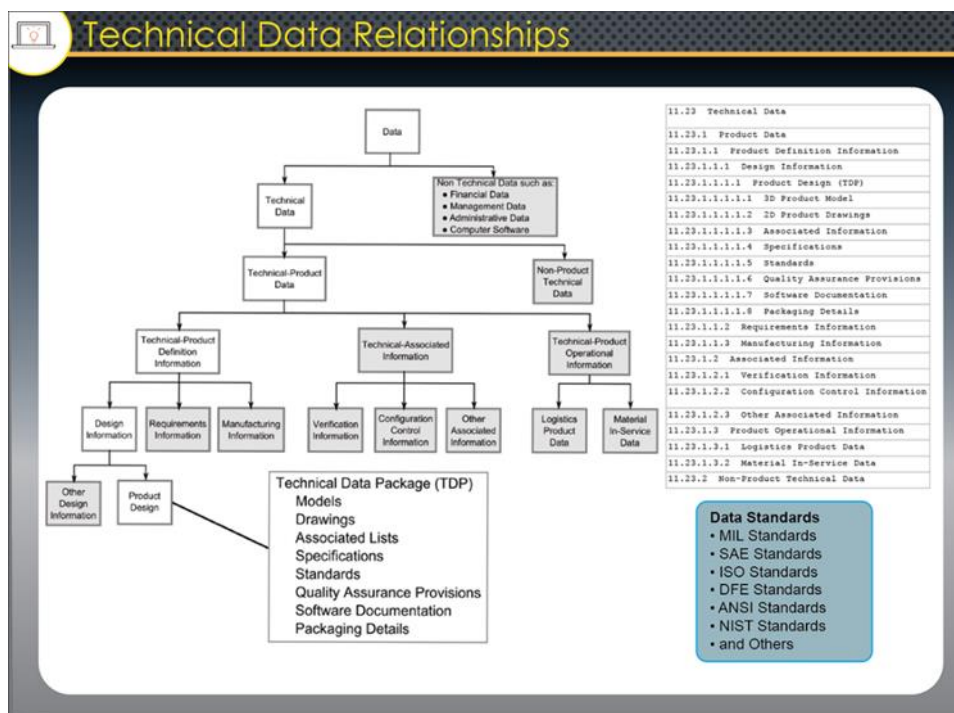 Technical Data Relationships
Data
Technical
Data
Non Technical Data such as:
● Financial Data
● Management Data
● Administrative Data
● Computer Software
Technical-Product
Data
Non-Product
Technical
Data
Technical-Product
Definition
Information
Technical-Associated
Information
Technical-Product
Operational
Information
Design
Information
Requirements
Information
Manufacturing
Information
Verification
Information
Configuration
Control
Information
Other
Associated
Information
Logistics
Product
Data
Material
In-Service
Data
Other
Design
Information
Product
Design
Technical Data Package (TDP)
Models
Drawings
Associated Lists
Specifications
Standards
Quality Assurance Provisions
Software Documentation
Packaging Details
11.23 Technical Data
11.23.1 Product Data
11.23.1.1 Product Definition Information
11.23.1.1.1 Design Information
11.23.1.1.1.1 Product Design (TDP)
11.23.1.1.1.1.1 3D Product Model
11.23.1.1.1.1.2 2D Product Drawings
11.23.1.1.1.1.3 Associated Information
11.23.1.1.1.1.4 Specifications
11.23.1.1.1.1.5 Standards
11.23.1.1.1.1.6 Quality Assurance Provisions
11.23.1.1.1.1.7 Software Documentation
11.23.1.1.1.1.8 Packaging Details
11.23.1.1.2 Requirements Information
11.23.1.1.3 Manufacturing Information
11.23.1.2 Associated Information
11.23.1.2.1 Verification Information
11.23.1.2.2 Configuration Control Information
11.23.1.2.3 Other Associated Information
11.23.1.3 Product Operational Information
11.23.1.3.1 Logistics Product Data
11.23.1.3.2 Material In-Service Data
11.23.2 Non-Product Technical Data
Data Standards
• MIL Standards
• SAE Standards
• ISO Standards
• DFE Standards
• ANSI Standards
• NIST Standards
• and Others